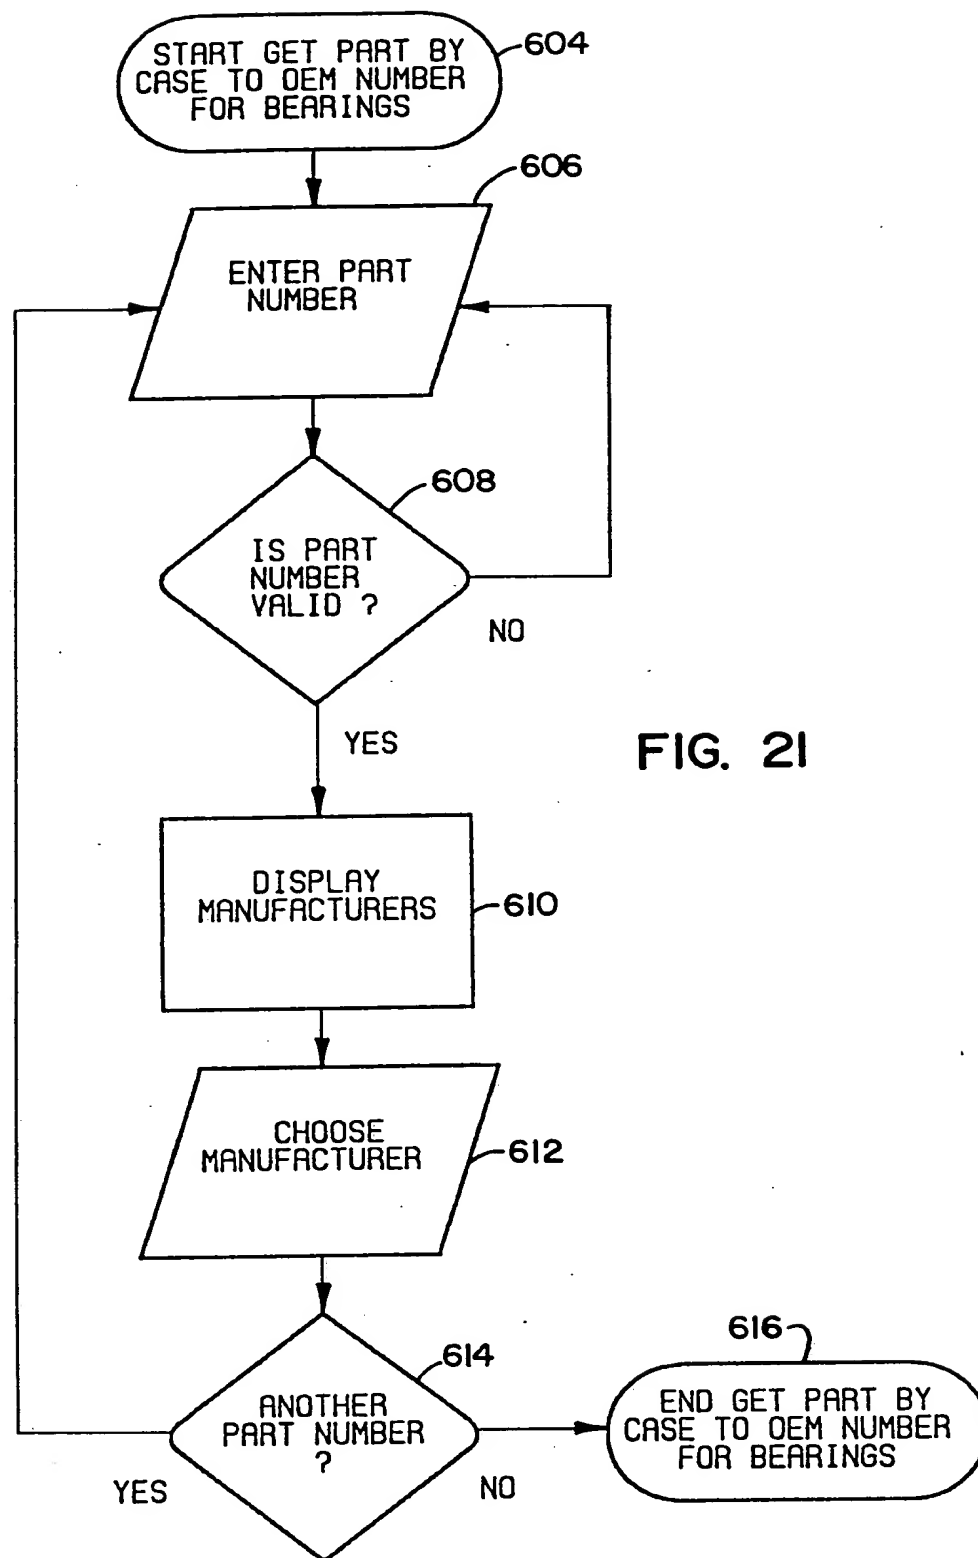 START GET PART BY
CASE TO OEM NUMBER
FOR BEARINGS
604
606
ENTER PART
NUMBER
608
IS PART
NUMBER
VALID ?
NO
YES
FIG. 21
DISPLAY
MANUFACTURERS
610
CHOOSE
MANUFACTURER
612
614
616
ANOTHER
PART NUMBER
?
YES
NO
END GET PART BY
CASE TO OEM NUMBER
FOR BEARINGS